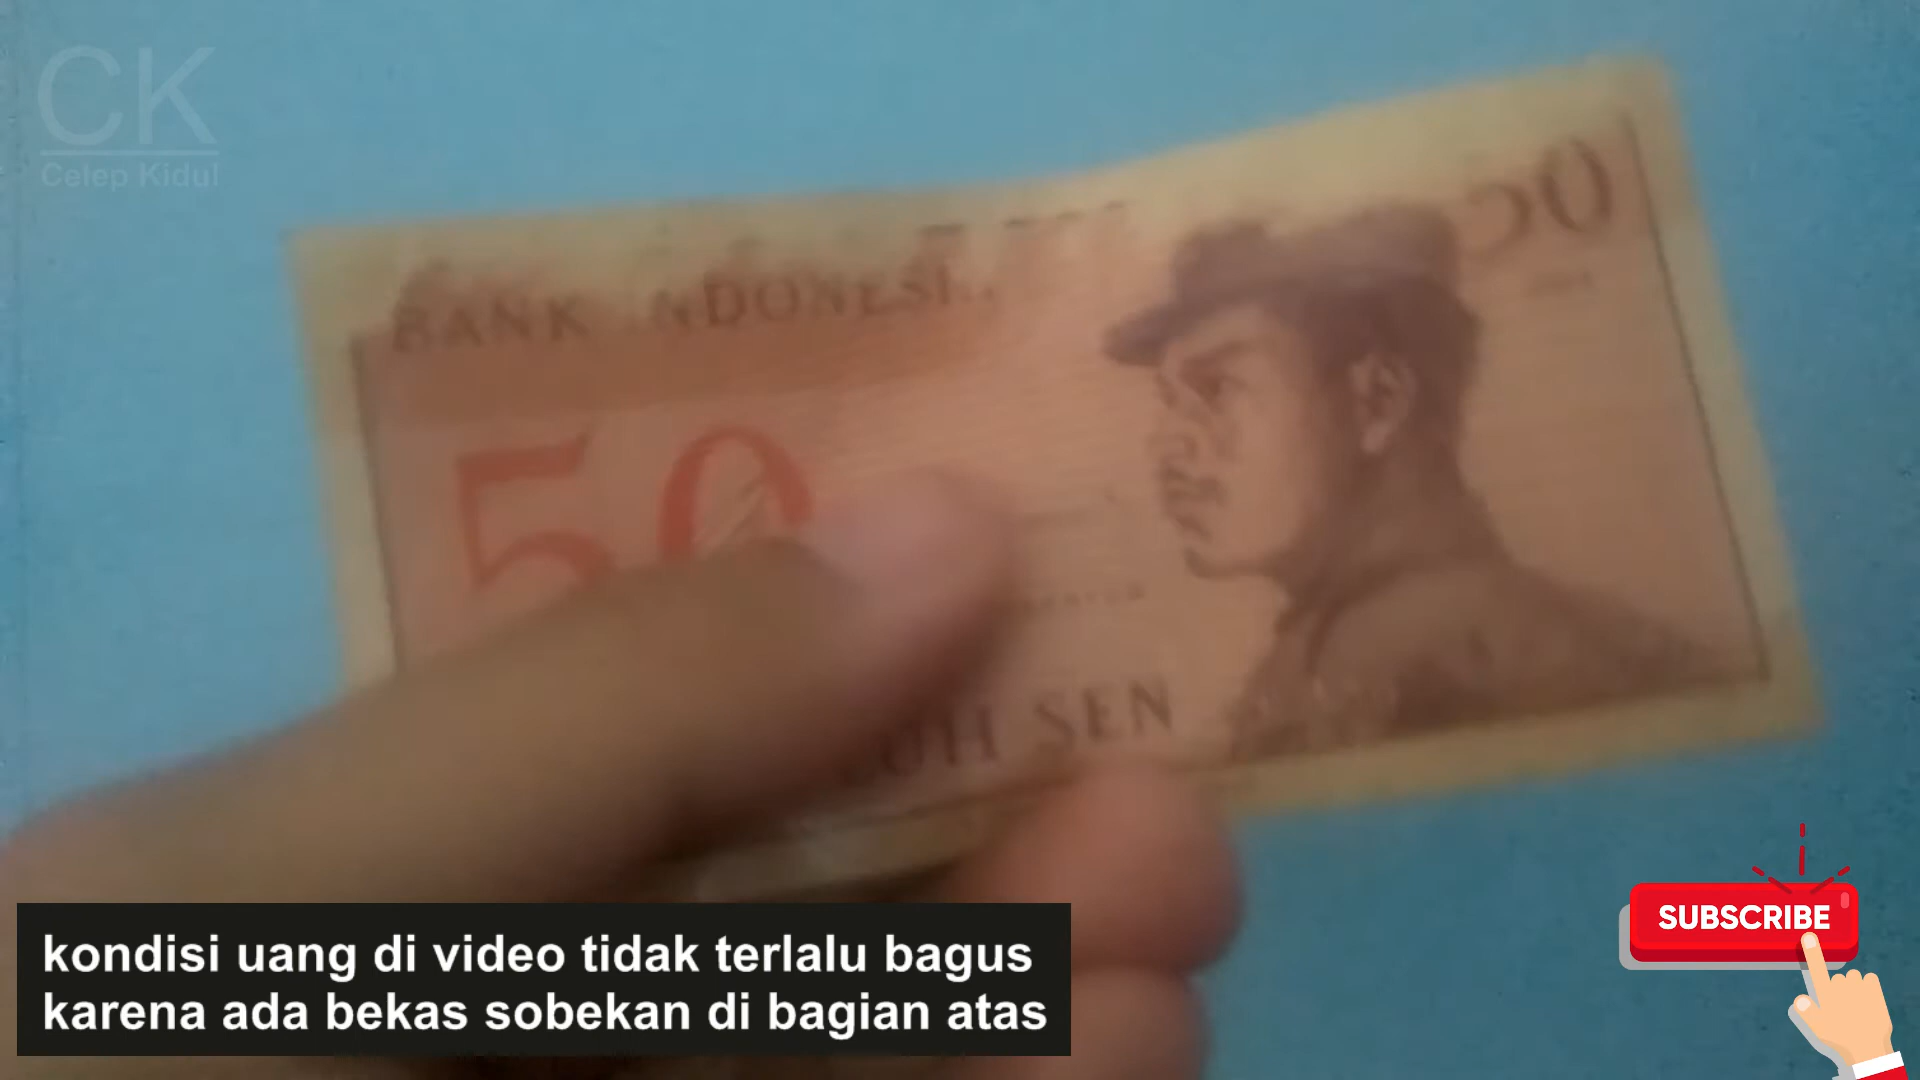 CK
Celep Kidul
BANK INDONESIA
50
50
SEN
kondisi uang di video tidak terlalu bagus
karena ada bekas sobekan di bagian atas
SUBSCRIBE